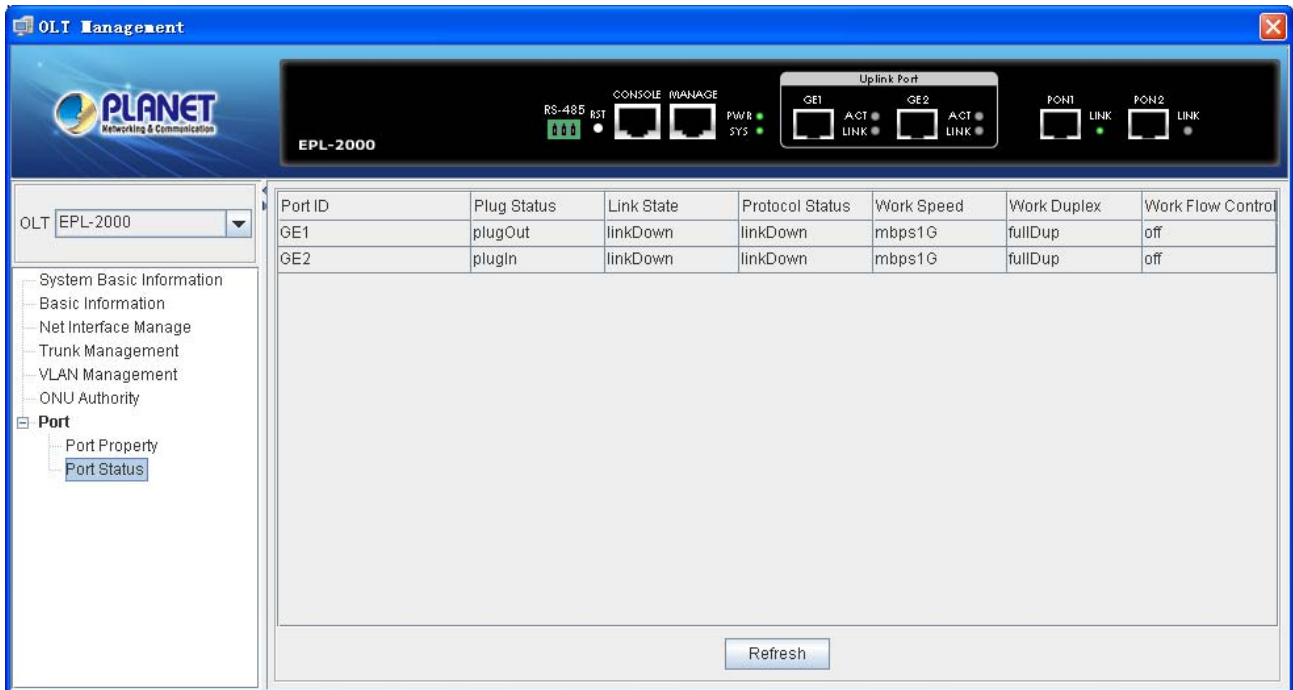 OLT Management
PLANET
Networking & Communication
EPL-2000
RS-485 RST CONSOLE MANAGE
PWR
SYS
Uplink Port
GE1 ACT LINK
GE2 ACT LINK
PON1 LINK
PON2 LINK
OLT EPL-2000
System Basic Information
Basic Information
Net Interface Manage
Trunk Management
VLAN Management
ONU Authority
Port
Port Property
Port Status
Port ID Plug Status Link State Protocol Status Work Speed Work Duplex Work Flow Control
GE1 plugOut linkDown linkDown mbps1G fullDup off
GE2 plugIn linkDown linkDown mbps1G fullDup off
Refresh